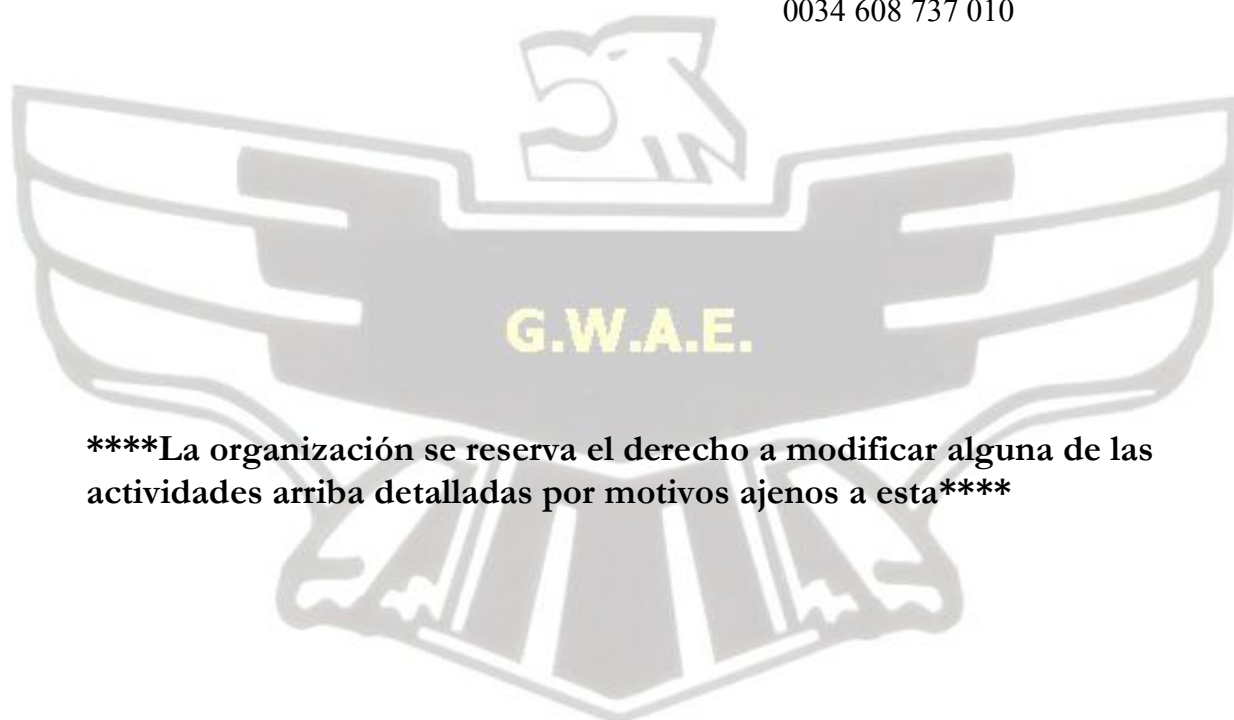 0034 608 737 010
G.W.A.E.
****La organización se reserva el derecho a modificar alguna de las
actividades arriba detalladas por motivos ajenos a esta****